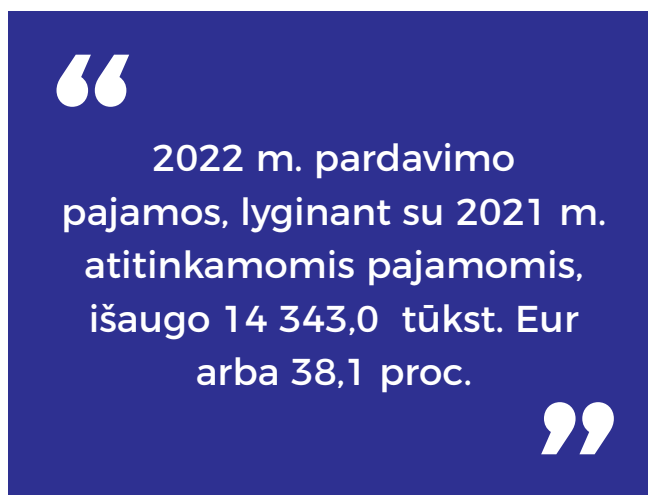 “
2022 m. pardavimo
pajamos, lyginant su 2021 m.
atitinkamomis pajamomis,
išaugo 14 343,0 tūkst. Eur
arba 38,1 proc.
”